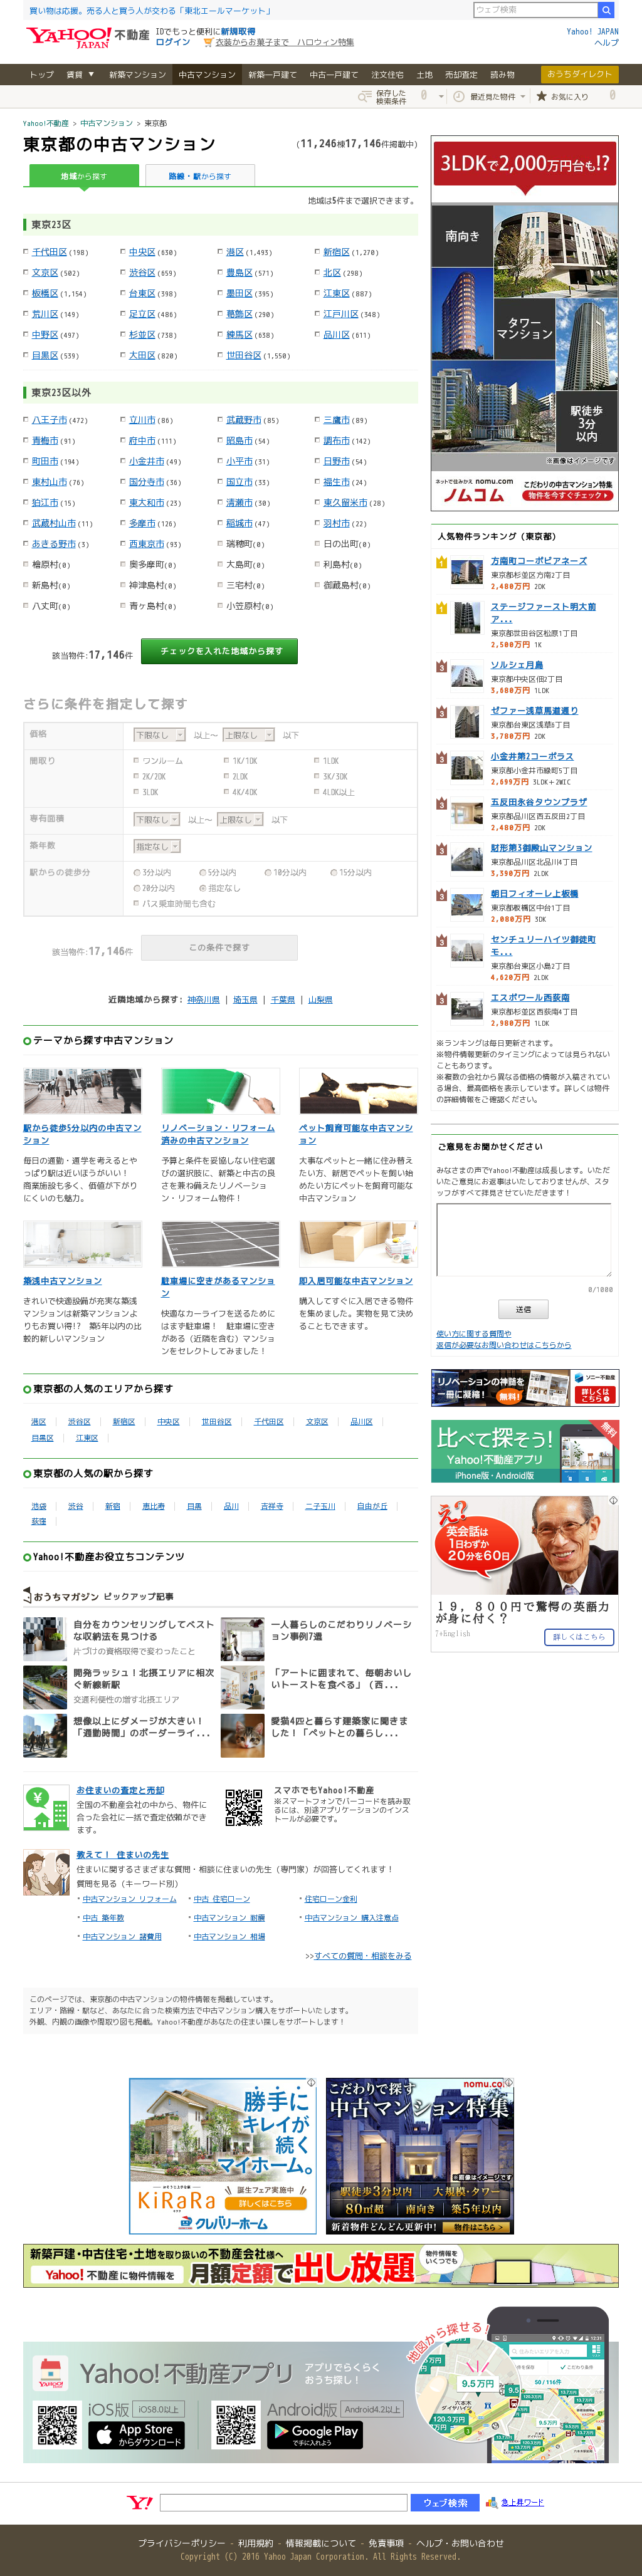 買い物は応援。売る人と買う人が交わる「東北エールマーケット」
ウェブ検索
YAHOO! 不動産
JAPAN
IDでもっと便利に新規取得
ログイン
衣装からお菓子まで　ハロウィン特集
Yahoo! JAPAN
ヘルプ
トップ 賃貸 ▼ 新築マンション 中古マンション 新築一戸建て 中古一戸建て 注文住宅 土地 売却査定 読み物 おうちダイレクト
保存した検索条件 0 最近見た物件 お気に入り 0
Yahoo!不動産 > 中古マンション > 東京都
東京都の中古マンション
(11,246棟17,146件掲載中)
地域から探す 路線・駅から探す
地域は5件まで選択できます。
東京23区
千代田区(198) 中央区(630) 港区(1,493) 新宿区(1,270)
文京区(502) 渋谷区(659) 豊島区(571) 北区(298)
板橋区(1,154) 台東区(398) 墨田区(395) 江東区(887)
荒川区(149) 足立区(486) 葛飾区(290) 江戸川区(348)
中野区(497) 杉並区(738) 練馬区(638) 品川区(611)
目黒区(539) 大田区(820) 世田谷区(1,550)
東京23区以外
八王子市(472) 立川市(86) 武蔵野市(85) 三鷹市(89)
青梅市(91) 府中市(111) 昭島市(54) 調布市(142)
町田市(194) 小金井市(49) 小平市(31) 日野市(54)
東村山市(76) 国分寺市(36) 国立市(33) 福生市(24)
狛江市(15) 東大和市(23) 清瀬市(30) 東久留米市(28)
武蔵村山市(11) 多摩市(126) 稲城市(47) 羽村市(22)
あきる野市(3) 西東京市(93) 瑞穂町(0) 日の出町(0)
檜原村(0) 奥多摩町(0) 大島町(0) 利島村(0)
新島村(0) 神津島村(0) 三宅村(0) 御蔵島村(0)
八丈町(0) 青ヶ島村(0) 小笠原村(0)
該当物件:17,146件 チェックを入れた地域から探す
さらに条件を指定して探す
価格 下限なし 以上～ 上限なし 以下
間取り ワンルーム 1K/1DK 1LDK
2K/2DK 2LDK 3K/3DK
3LDK 4K/4DK 4LDK以上
専有面積 下限なし 以上～ 上限なし 以下
築年数 指定なし
駅からの徒歩分 3分以内 5分以内 10分以内 15分以内
20分以内 指定なし
バス乗車時間も含む
該当物件:17,146件 この条件で探す
近隣地域から探す: 神奈川県 | 埼玉県 | 千葉県 | 山梨県
テーマから探す中古マンション
駅から徒歩5分以内の中古マンション
毎日の通勤・通学を考えるとやっぱり駅は近いほうがいい！　商業施設も多く、価値が下がりにくいのも魅力。
リノベーション・リフォーム済みの中古マンション
予算と条件を妥協しない住宅選びの選択肢に、新築と中古の良さを兼ね備えたリノベーション・リフォーム物件！
ペット飼育可能な中古マンション
大事なペットと一緒に住み替えたい方、新居でペットを飼い始めたい方にペットを飼育可能な中古マンション
築浅中古マンション
きれいで快適設備が充実な築浅マンションは新築マンションよりもお買い得!?　築5年以内の比較的新しいマンション
駐車場に空きがあるマンション
快適なカーライフを送るためにはまず駐車場！　駐車場に空きがある（近隣を含む）マンションをセレクトしてみました！
即入居可能な中古マンション
購入してすぐに入居できる物件を集めました。実物を見て決めることもできます。
東京都の人気のエリアから探す
港区 渋谷区 新宿区 中央区 世田谷区 千代田区 文京区 品川区
目黒区 江東区
東京都の人気の駅から探す
池袋 渋谷 新宿 恵比寿 目黒 品川 吉祥寺 二子玉川 自由が丘
荻窪
Yahoo!不動産お役立ちコンテンツ
おうちマガジン ピックアップ記事
自分をカウンセリングしてベストな収納法を見つける
片づけの資格取得で変わったこと
一人暮らしのこだわりリノベーション事例7選
開発ラッシュ！北摂エリアに相次ぐ新線新駅
交通利便性の増す北摂エリア
「アートに囲まれて、毎朝おいしいトーストを食べる」（西...
想像以上にダメージが大きい！「通勤時間」のボーダーライ...
愛猫4匹と暮らす建築家に聞きました！「ペットとの暮らし...
お住まいの査定と売却
全国の不動産会社の中から、物件に合った会社に一括で査定依頼ができます。
スマホでもYahoo!不動産
※スマートフォンでバーコードを読み取るには、別途アプリケーションのインストールが必要です。
教えて！ 住まいの先生
住まいに関するさまざまな質問・相談に住まいの先生（専門家）が回答してくれます！
質問を見る（キーワード別）
・中古マンション リフォーム ・中古 住宅ローン ・住宅ローン金利
・中古 築年数 ・中古マンション 耐震 ・中古マンション 購入注意点
・中古マンション 諸費用 ・中古マンション 相場
>>すべての質問・相談をみる
このページでは、東京都の中古マンションの物件情報を掲載しています。
エリア・路線・駅など、あなたに合った検索方法で中古マンション購入をサポートいたします。
外観、内観の画像や間取り図も掲載。Yahoo!不動産があなたの住まい探しをサポートします！
3LDKで2,000万円台も!?
南向き
タワーマンション
駅徒歩3分以内
※画像はイメージです
ネットで住みかえ nomu.com
ノムコム
こだわりの中古マンション特集
物件を今すぐチェック
人気物件ランキング（東京都）
1 方南町コーポビアネーズ
東京都杉並区方南2丁目
2,480万円 2DK
1 ステージファースト明大前ア...
東京都世田谷区松原1丁目
2,500万円 1K
3 ソルシェ月島
東京都中央区佃2丁目
3,680万円 1LDK
3 ゼファー浅草馬道通り
東京都台東区浅草6丁目
3,780万円 2DK
3 小金井第2コーポラス
東京都小金井市緑町5丁目
2,699万円 3LDK+2WIC
3 五反田永谷タウンプラザ
東京都品川区西五反田2丁目
2,480万円 2DK
3 財形第3御殿山マンション
東京都品川区北品川4丁目
3,390万円 2LDK
3 朝日フィオーレ上板橋
東京都板橋区中台1丁目
2,080万円 3DK
3 センチュリーハイツ御徒町モ...
東京都台東区小島2丁目
4,620万円 2LDK
3 エスポワール西荻南
東京都杉並区西荻南4丁目
2,980万円 1LDK
※ランキングは毎日更新されます。
※物件情報更新のタイミングによっては見られないこともあります。
※複数の会社から異なる価格の情報が入稿されている場合、最高価格を表示しています。詳しくは物件の詳細情報をご確認ください。
ご意見をお聞かせください
みなさまの声でYahoo!不動産は成長します。いただいたご意見にお返事はいたしておりませんが、スタッフがすべて拝見させていただきます！
0/1000
送信
使い方に関する質問や
返信が必要なお問い合わせはこちらから
リノベーションの神髄を一冊に凝縮！ 無料!
ソニー不動産
詳しくはこちら
無料
比べて探そう!
Yahoo!不動産アプリ
iPhone版・Android版
え?
英会話は
1日わずか
20分を60日
１９，８００円で驚愕の英語力が身に付く？
7+English
詳しくはこちら
勝手にキレイが続くマイホーム。
KiRaRa
誕生フェア実施中
詳しくはこちら
クレバリーホーム
nomu.com
こだわりで探す
中古マンション特集
※画像はイメージです
駅徒歩3分以内 大規模・タワー
80㎡超 南向き 築5年以内
新着物件ぞくぞく更新中! 物件はこちら
新築戸建・中古住宅・土地を取り扱いの不動産会社様へ
Yahoo!不動産に物件情報を
月額定額で出し放題
物件情報をいくつでも
Yahoo!不動産アプリ
アプリでらくらくおうち探し！
iOS版 iOS8.0以上
App Storeからダウンロード
Android版 Android4.2以上
Google Play
で手に入れよう
地図から探せる!
ウェブ検索
急上昇ワード
プライバシーポリシー - 利用規約 - 情報掲載について - 免責事項 - ヘルプ・お問い合わせ
Copyright (C) 2016 Yahoo Japan Corporation. All Rights Reserved.